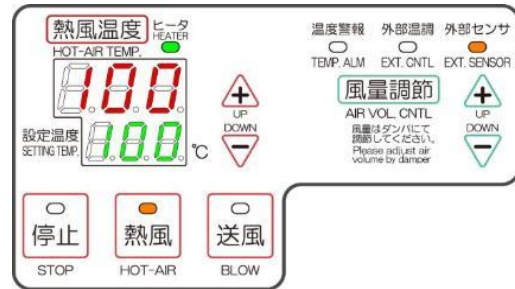 熱風温度
HOT-AIR TEMP.
ヒータ
HEATER
100
設定温度
SETTING TEMP.
100
℃
+
UP
DOWN
−
温度警報
TEMP. ALM
外部温調
EXT. CNTL
外部センサ
EXT. SENSOR
風量調節
AIR VOL. CNTL
風量はダンパにて
調節してください。
Please adjust air
volume by damper
+
UP
DOWN
−
停止
STOP
熱風
HOT-AIR
送風
BLOW